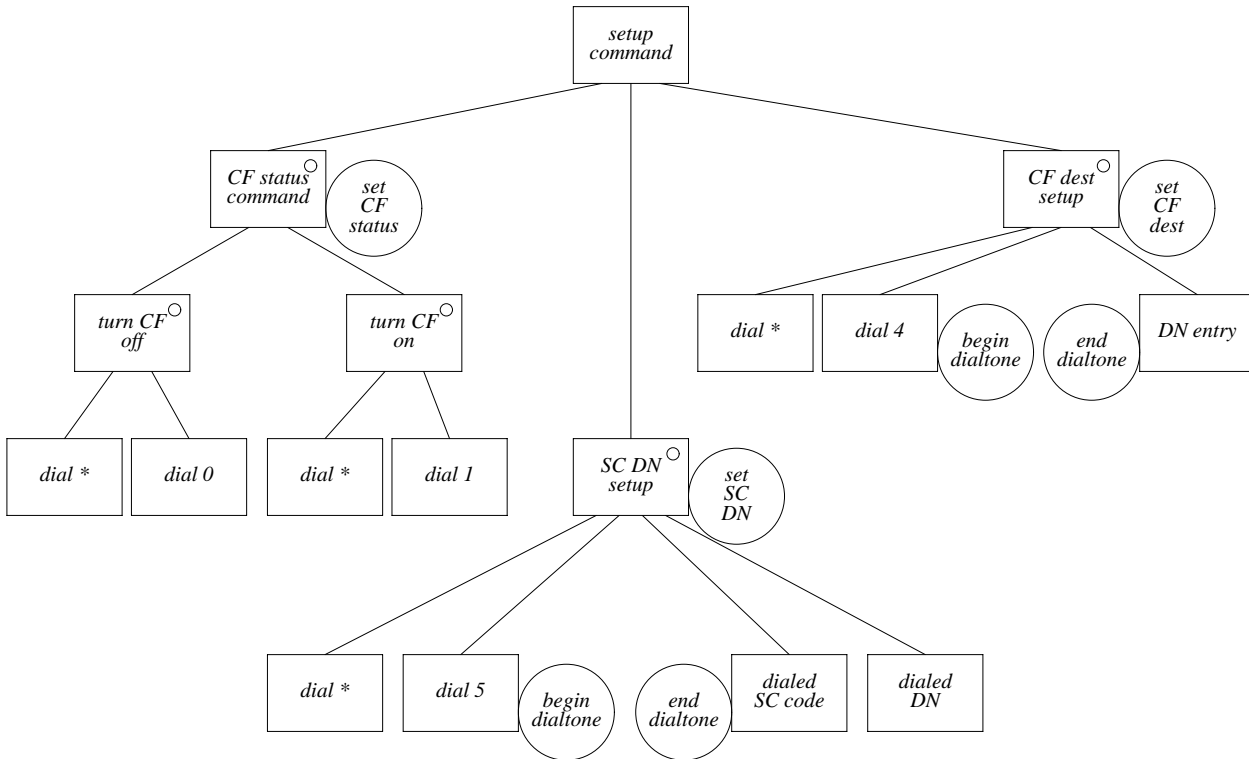 setup
command
CF status
command
set
CF
status
CF dest
setup
set
CF
dest
turn CF
off
turn CF
on
dial *
dial 4
begin
dialtone
end
dialtone
DN entry
dial *
dial 0
dial *
dial 1
SC DN
setup
set
SC
DN
dial *
dial 5
begin
dialtone
end
dialtone
dialed
SC code
dialed
DN